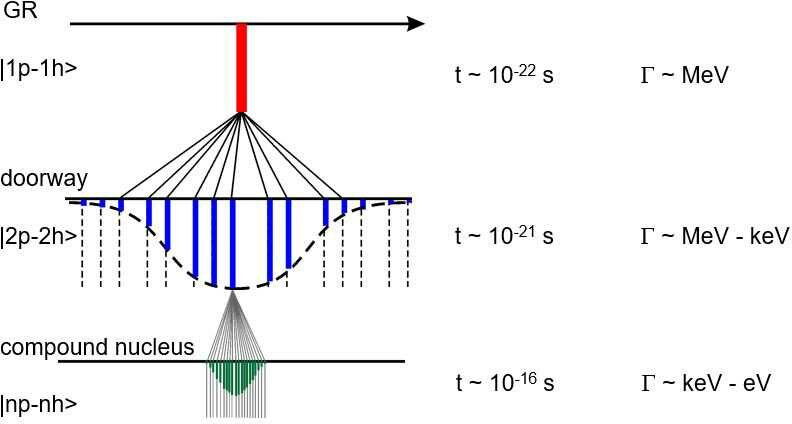 GR
|1p-1h> t ~ 10⁻²² s Γ ~ MeV
doorway
|2p-2h> t ~ 10⁻²¹ s Γ ~ MeV - keV
compound nucleus
|np-nh> t ~ 10⁻¹⁶ s Γ ~ keV - eV